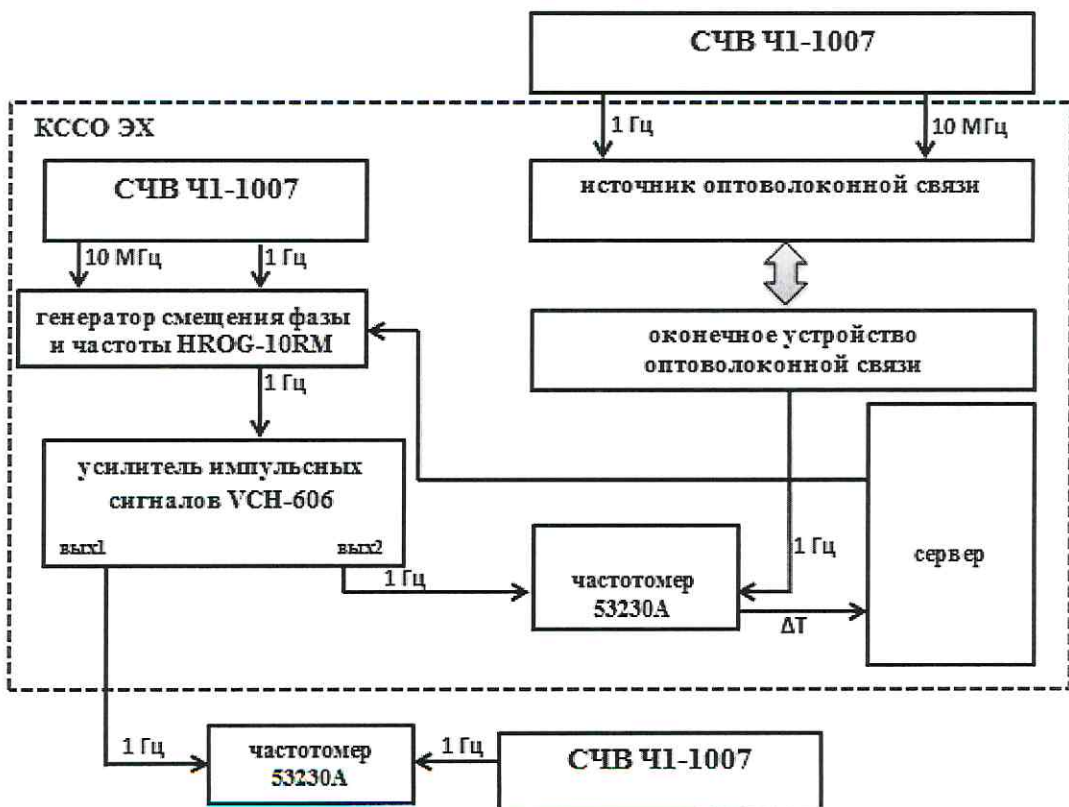 СЧВ Ч1-1007
1 Гц
10 МГц
КССО ЭХ
СЧВ Ч1-1007
источник оптоволоконной связи
10 МГц
1 Гц
генератор смещения фазы
и частоты HROG-10RM
оконечное устройство
оптоволоконной связи
1 Гц
усилитель импульсных
сигналов VCH-606
вых1
вых2
1 Гц
1 Гц
частотомер
53230A
сервер
ΔT
1 Гц
частотомер
53230A
1 Гц
СЧВ Ч1-1007